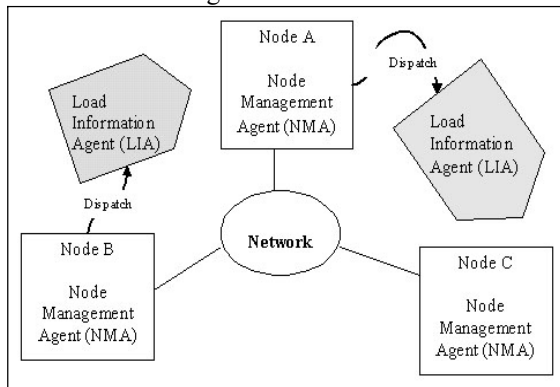 Node A
Node
Management
Agent (NMA)
Dispatch
Load
Information
Agent (LIA)
Load
Information
Agent (LIA)
Dispatch
Network
Node B
Node
Management
Agent (NMA)
Node C
Node
Management
Agent (NMA)